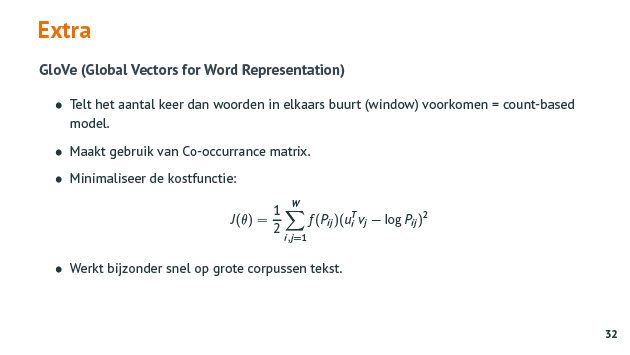 Extra
GloVe (Global Vectors for Word Representation)
● Telt het aantal keer dan woorden in elkaars buurt (window) voorkomen = count-based
model.
● Maakt gebruik van Co-occurrance matrix.
● Minimaliseer de kostfunctie:
J(θ) = \frac{1}{2} \sum_{i,j=1}^{W} f(P_{ij})(u_i^T v_j − log P_{ij})^2
● Werkt bijzonder snel op grote corpussen tekst.
32